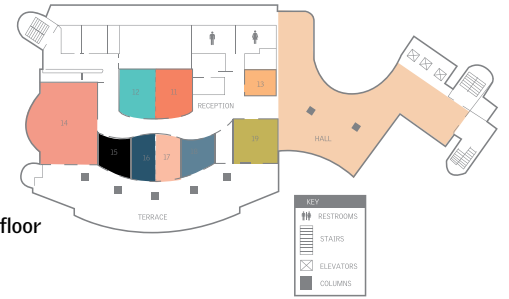 12
11
13
RECEPTION
14
HALL
15
16
17
19
TERRACE
floor
KEY
RESTROOMS
STAIRS
ELEVATORS
COLUMNS